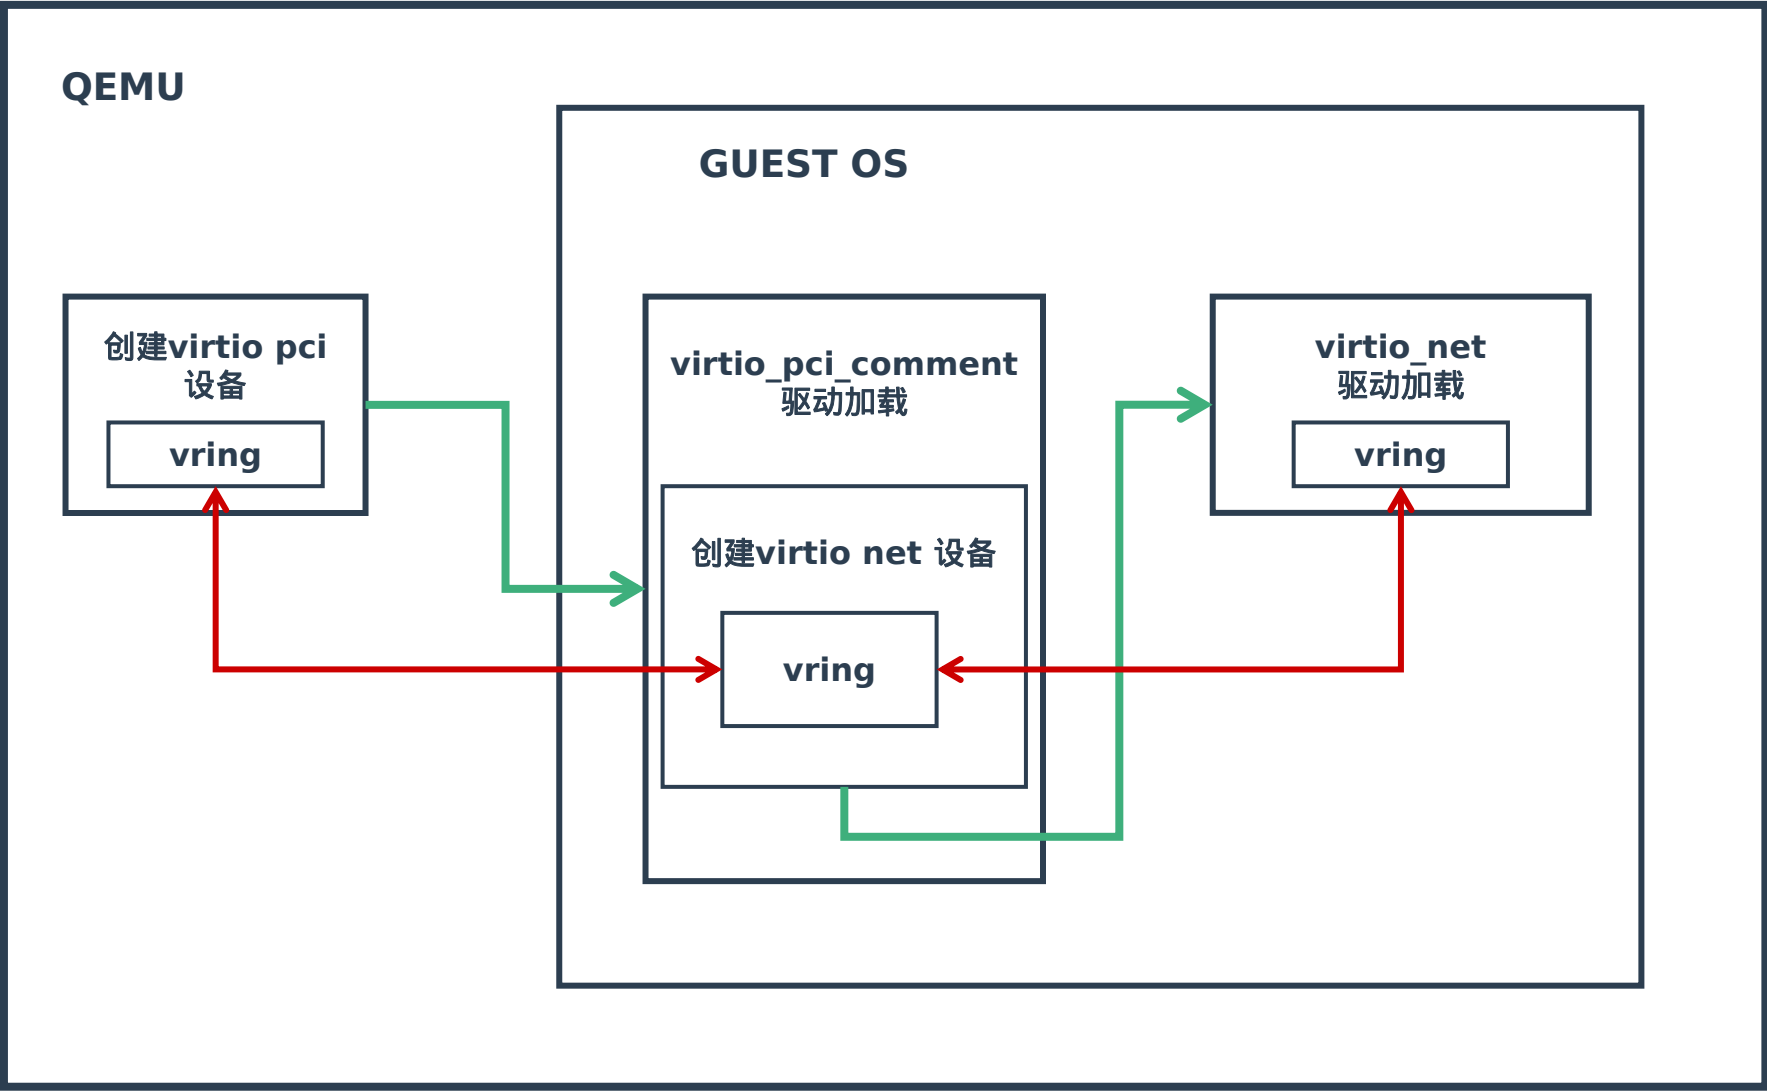 QEMU
GUEST OS
创建virtio pci
设备
vring
virtio_pci_comment
驱动加载
创建virtio net 设备
vring
virtio_net
驱动加载
vring